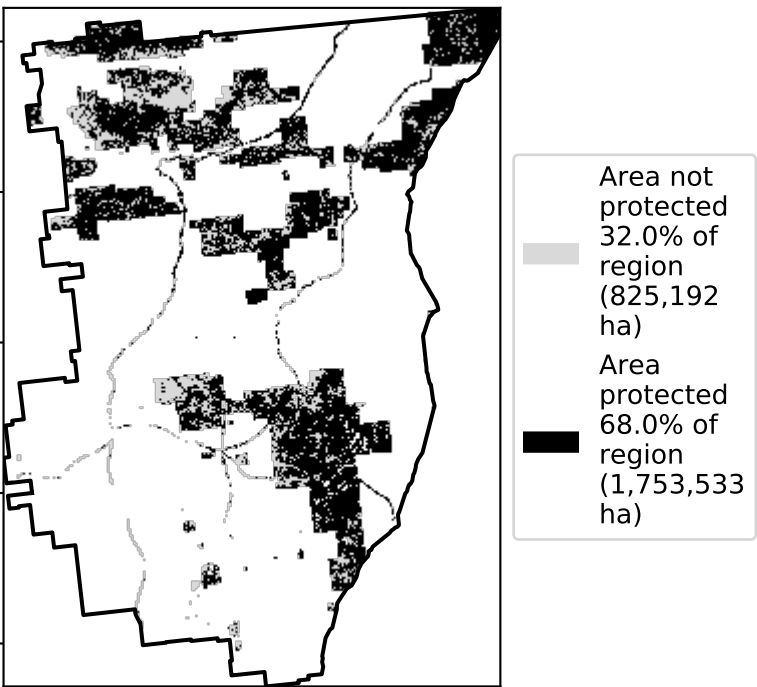 Area not
protected
32.0% of
region
(825,192
ha)
Area
protected
68.0% of
region
(1,753,533
ha)